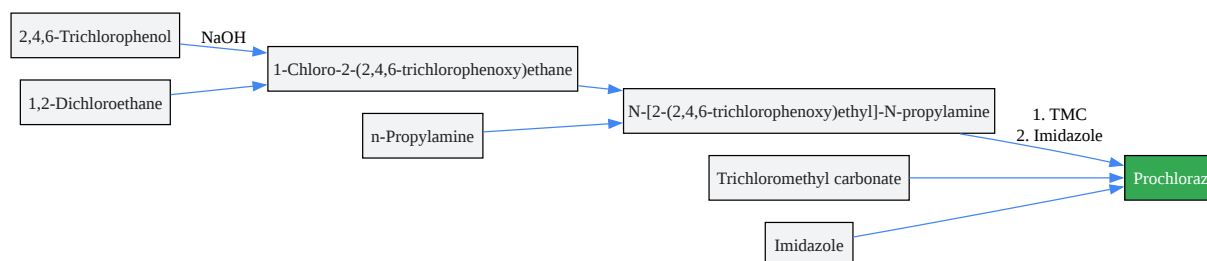 2,4,6-Trichlorophenol
NaOH
1,2-Dichloroethane
1-Chloro-2-(2,4,6-trichlorophenoxy)ethane
n-Propylamine
N-[2-(2,4,6-trichlorophenoxy)ethyl]-N-propylamine
1. TMC
2. Imidazole
Trichloromethyl carbonate
Imidazole
Prochloraz